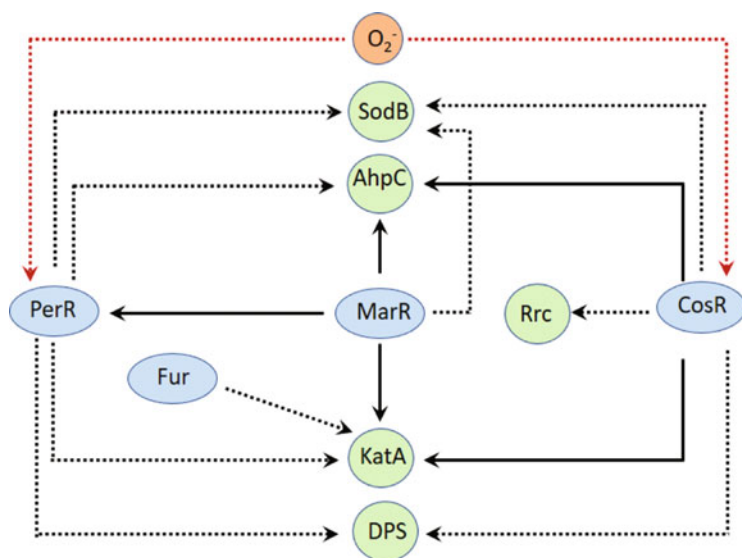 O₂⁻
SodB
AhpC
PerR
MarR
Rrc
CosR
Fur
KatA
DPS